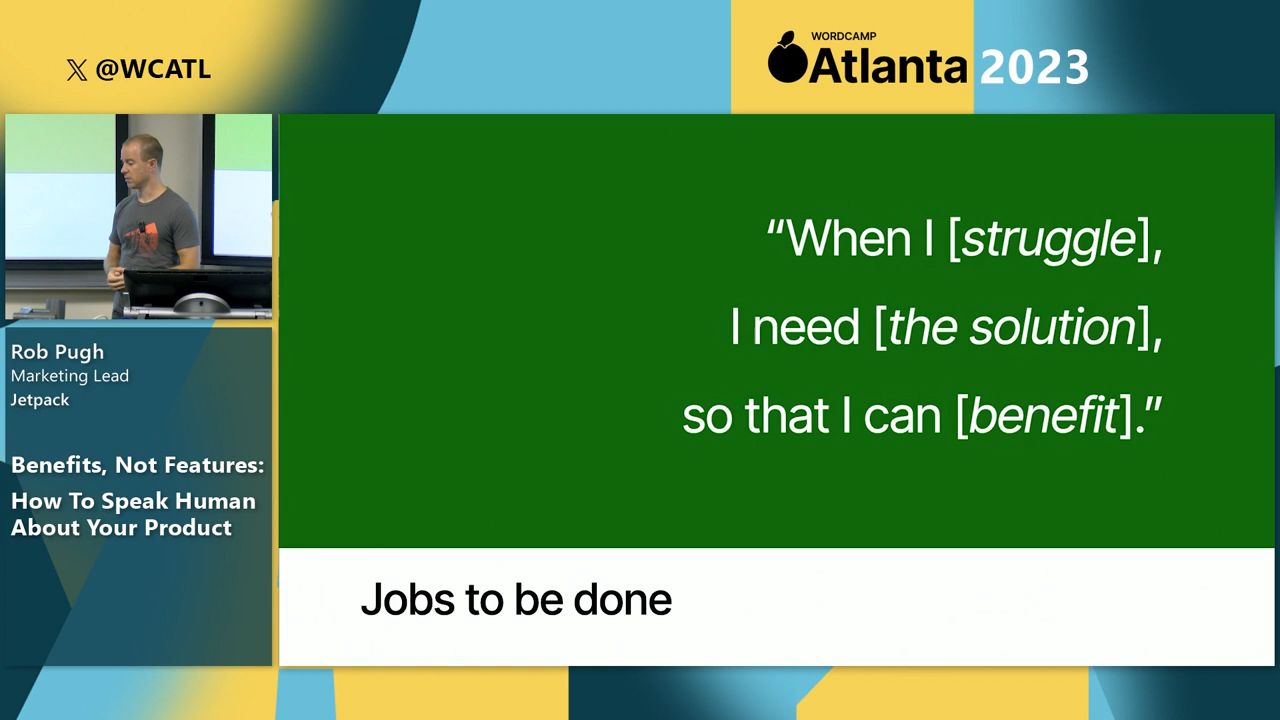 𝕏 @WCATL
WORDCAMP
Atlanta 2023
Rob Pugh
Marketing Lead
Jetpack
Benefits, Not Features:
How To Speak Human
About Your Product
“When I [struggle],
I need [the solution],
so that I can [benefit].”
Jobs to be done